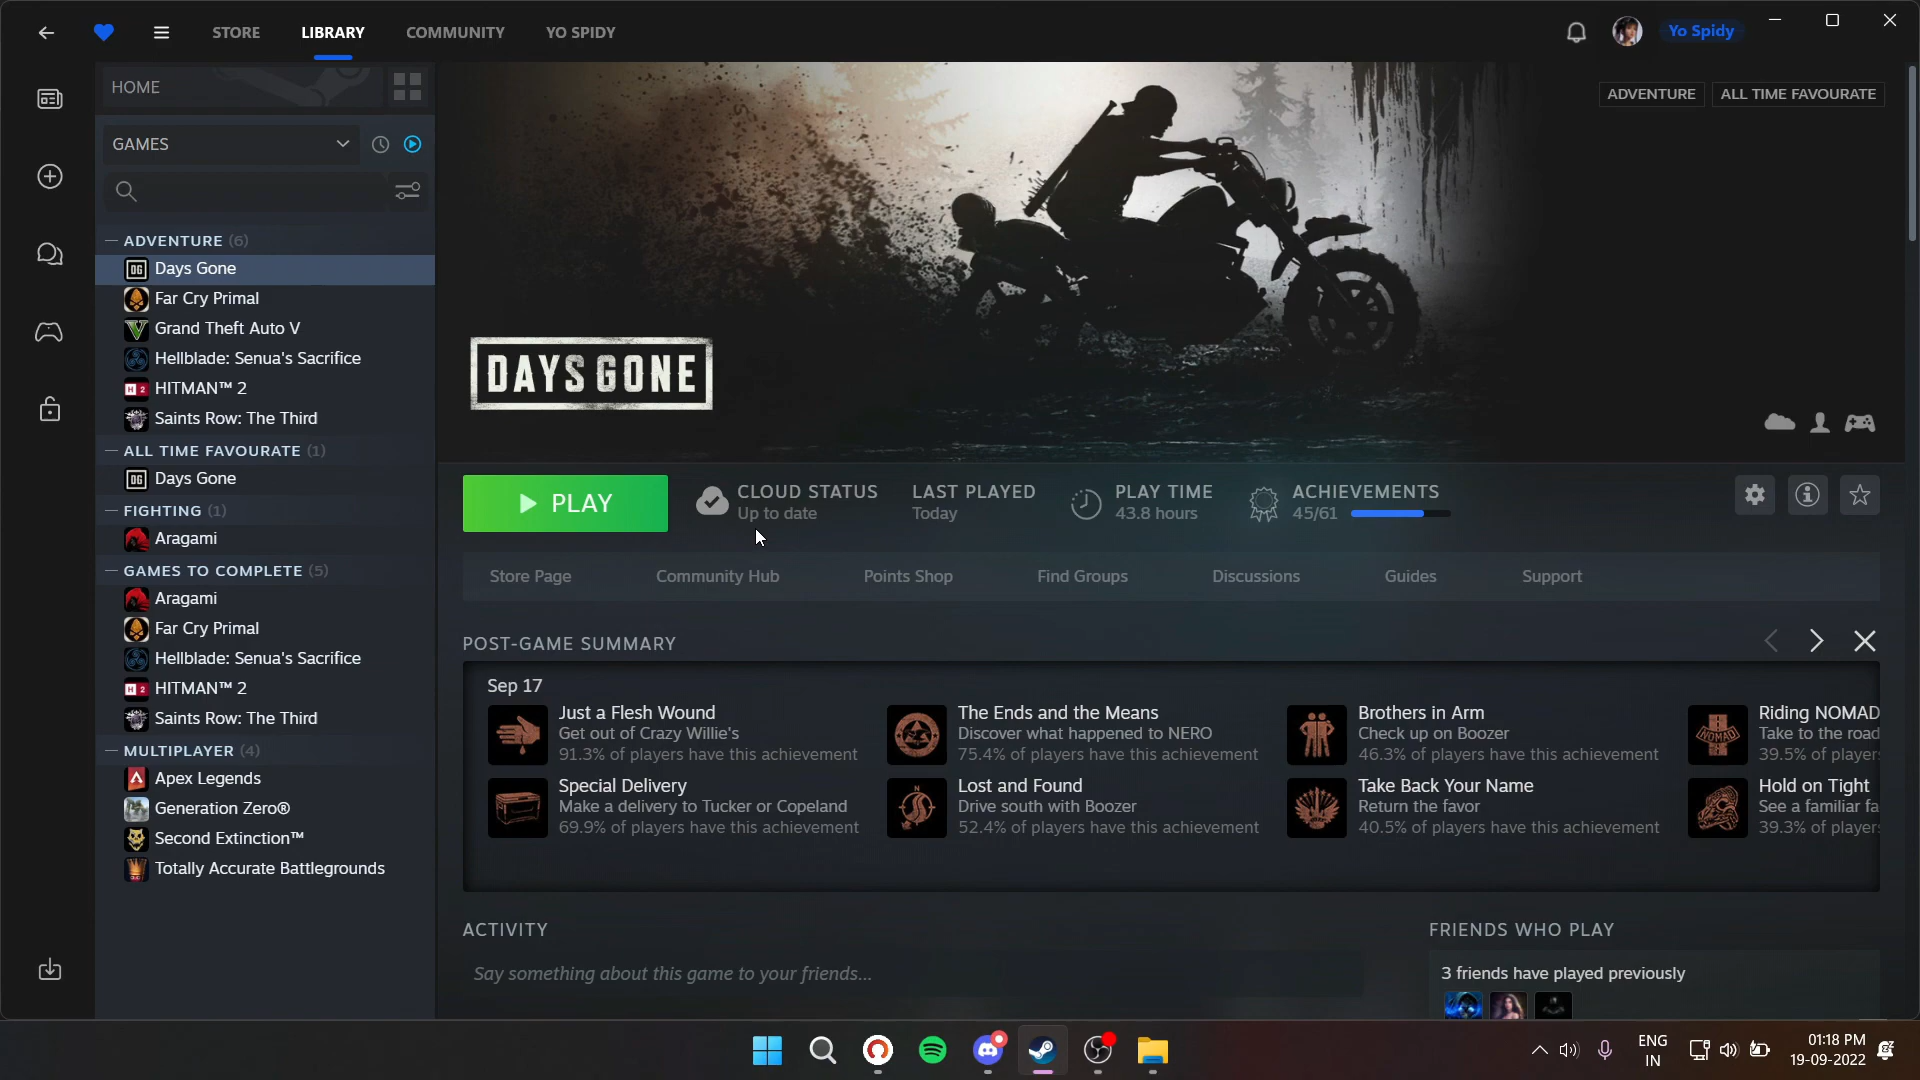 STORE LIBRARY COMMUNITY YO SPIDY
Yo Spidy
HOME
GAMES
ADVENTURE (6)
Days Gone
Far Cry Primal
Grand Theft Auto V
Hellblade: Senua's Sacrifice
HITMAN™ 2
Saints Row: The Third
ALL TIME FAVOURATE (1)
Days Gone
FIGHTING (1)
Aragami
GAMES TO COMPLETE (5)
Aragami
Far Cry Primal
Hellblade: Senua's Sacrifice
HITMAN™ 2
Saints Row: The Third
MULTIPLAYER (4)
Apex Legends
Generation Zero®
Second Extinction™
Totally Accurate Battlegrounds
ADVENTURE ALL TIME FAVOURATE
DAYS GONE
PLAY
CLOUD STATUS
Up to date
LAST PLAYED
Today
PLAY TIME
43.8 hours
ACHIEVEMENTS
45/61
Store Page Community Hub Points Shop Find Groups Discussions Guides Support
POST-GAME SUMMARY
Sep 17
Just a Flesh Wound
Get out of Crazy Willie's
91.3% of players have this achievement
The Ends and the Means
Discover what happened to NERO
75.4% of players have this achievement
Brothers in Arm
Check up on Boozer
46.3% of players have this achievement
Riding NOMAD
Take to the road
39.5% of player
Special Delivery
Make a delivery to Tucker or Copeland
69.9% of players have this achievement
Lost and Found
Drive south with Boozer
52.4% of players have this achievement
Take Back Your Name
Return the favor
40.5% of players have this achievement
Hold on Tight
See a familiar fa
39.3% of player
ACTIVITY
Say something about this game to your friends...
FRIENDS WHO PLAY
3 friends have played previously
ENG
IN
01:18 PM
19-09-2022